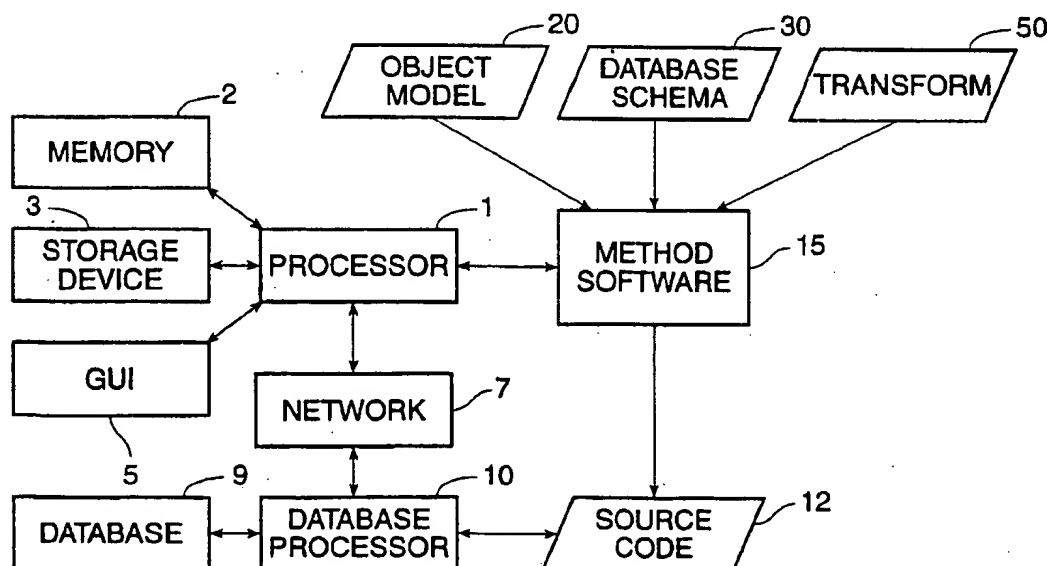 20
30
50
OBJECT
MODEL
DATABASE
SCHEMA
TRANSFORM
2
MEMORY
3
STORAGE
DEVICE
1
PROCESSOR
METHOD
SOFTWARE
15
GUI
5
NETWORK
7
9
DATABASE
10
DATABASE
PROCESSOR
SOURCE
CODE
12